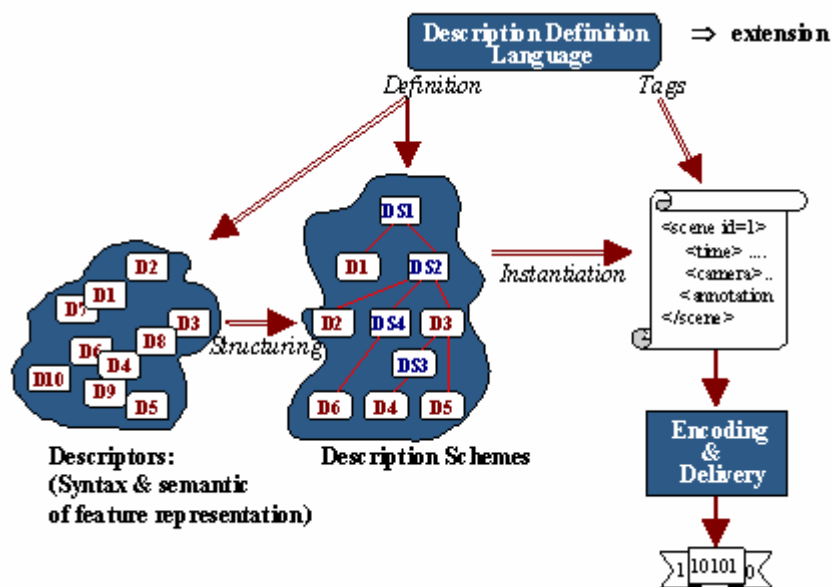 Description Definition
Language
⇒ extension
Definition
Tags
DS1
D1
DS2
D2
DS4
D3
DS3
D6
D4
D5
D2
D1
D7
D3
D8
D6
D4
D10
D9
D5
Structuring
Instantiation
<scene id=1>
<time> ....
<camera>..
<annotation
</scene>
Descriptors:
(Syntax & semantic
of feature representation)
Description Schemes
Encoding
&
Delivery
1 10101 0